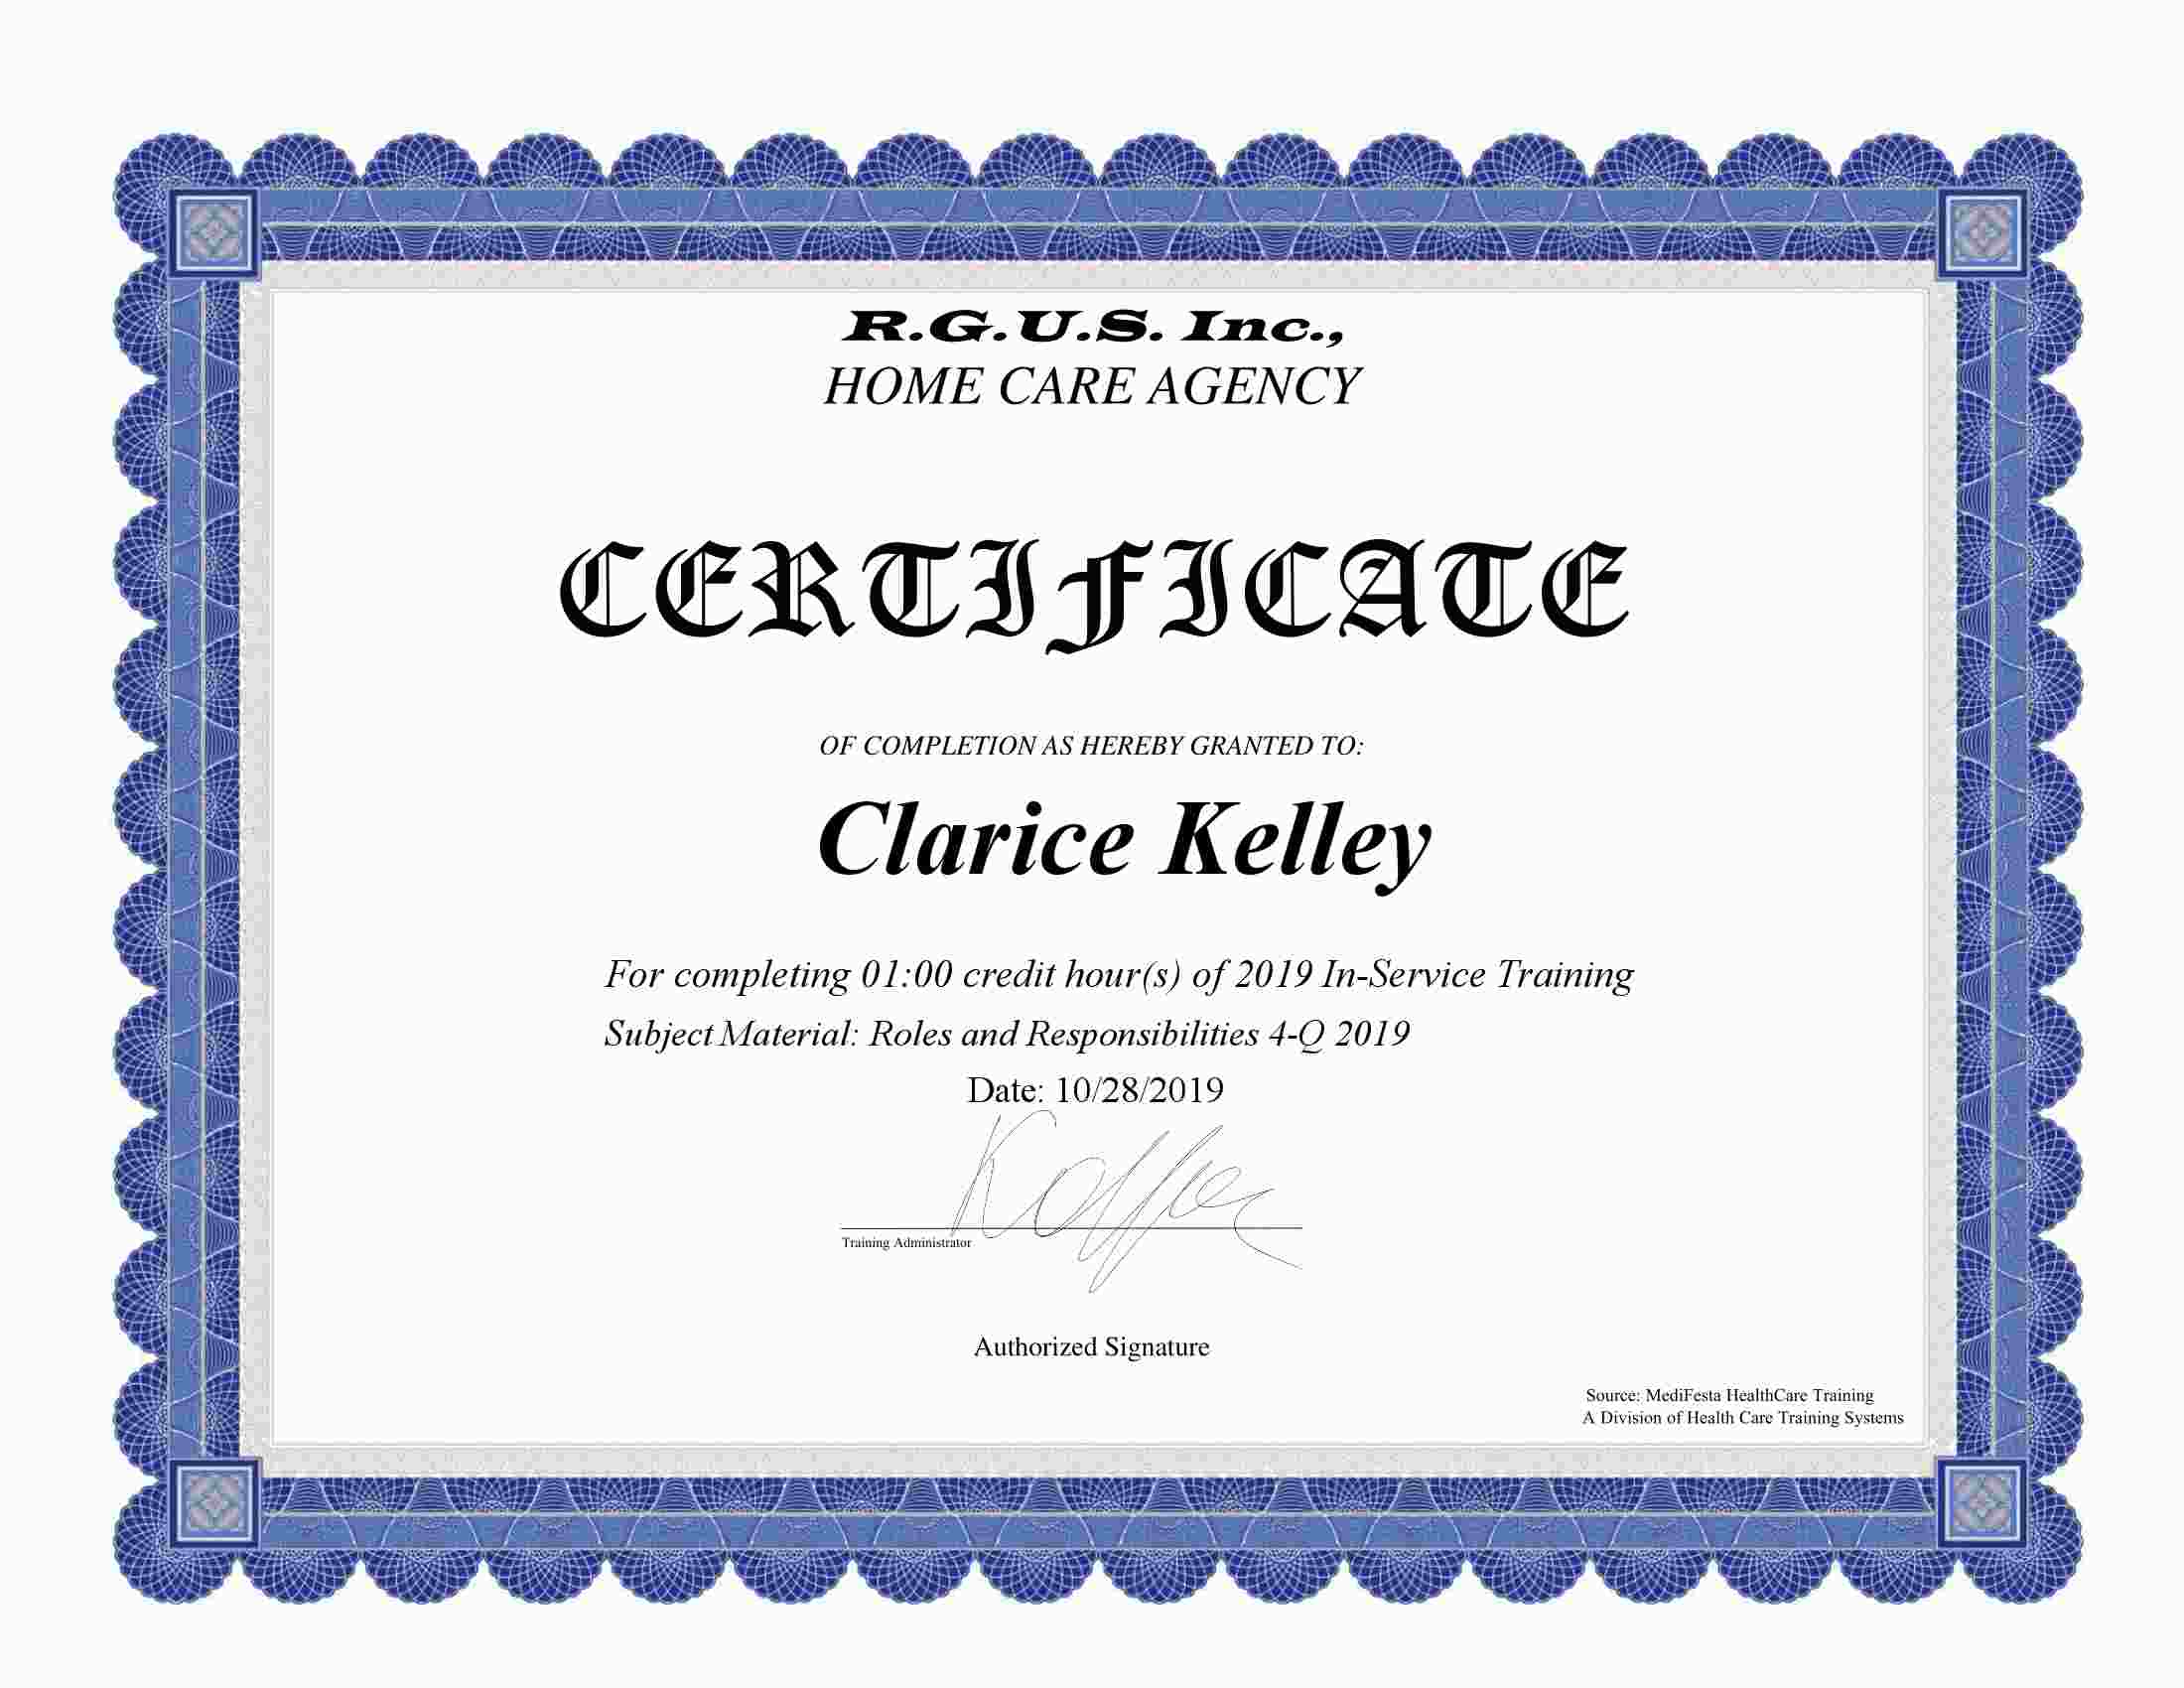 R.G.U.S. Inc.,
HOME CARE AGENCY
CERTIFICATE
OF COMPLETION AS HEREBY GRANTED TO:
Clarice Kelley
For completing 01:00 credit hour(s) of 2019 In-Service Training
Subject Material: Roles and Responsibilities 4-Q 2019
Date: 10/28/2019
Training Administrator
Authorized Signature
Source: MediFesta HealthCare Training
A Division of Health Care Training Systems